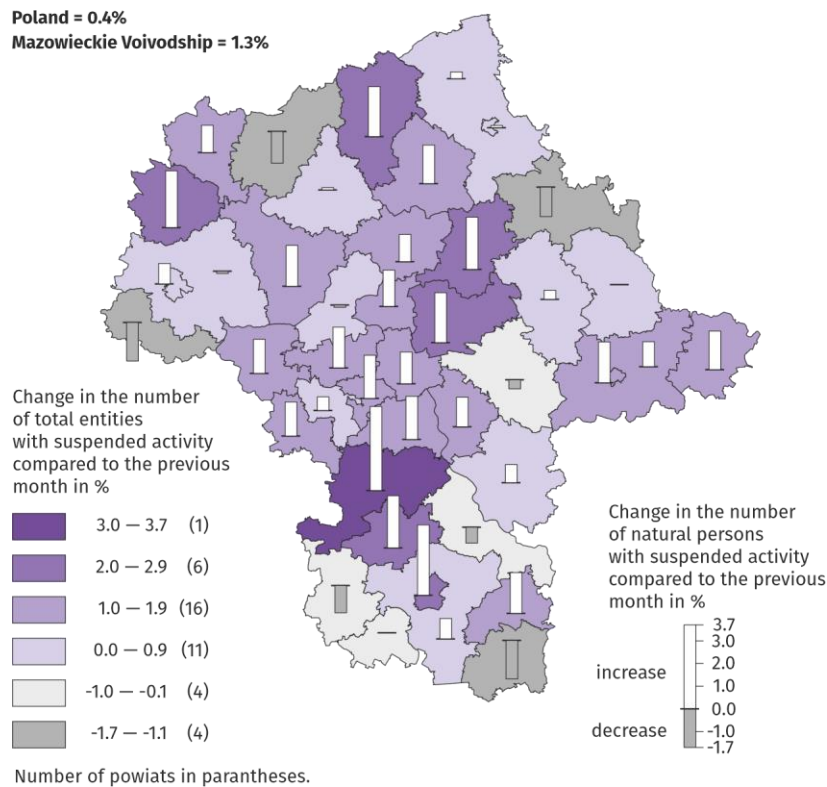 Poland = 0.4%
Mazowieckie Voivodship = 1.3%
Change in the number
of total entities
with suspended activity
compared to the previous
month in %
3.0 — 3.7 (1)
2.0 — 2.9 (6)
1.0 — 1.9 (16)
0.0 — 0.9 (11)
-1.0 — -0.1 (4)
-1.7 — -1.1 (4)
Number of powiats in parantheses.
Change in the number
of natural persons
with suspended activity
compared to the previous
month in %
3.7
3.0
2.0
increase
1.0
0.0
decrease
-1.0
-1.7